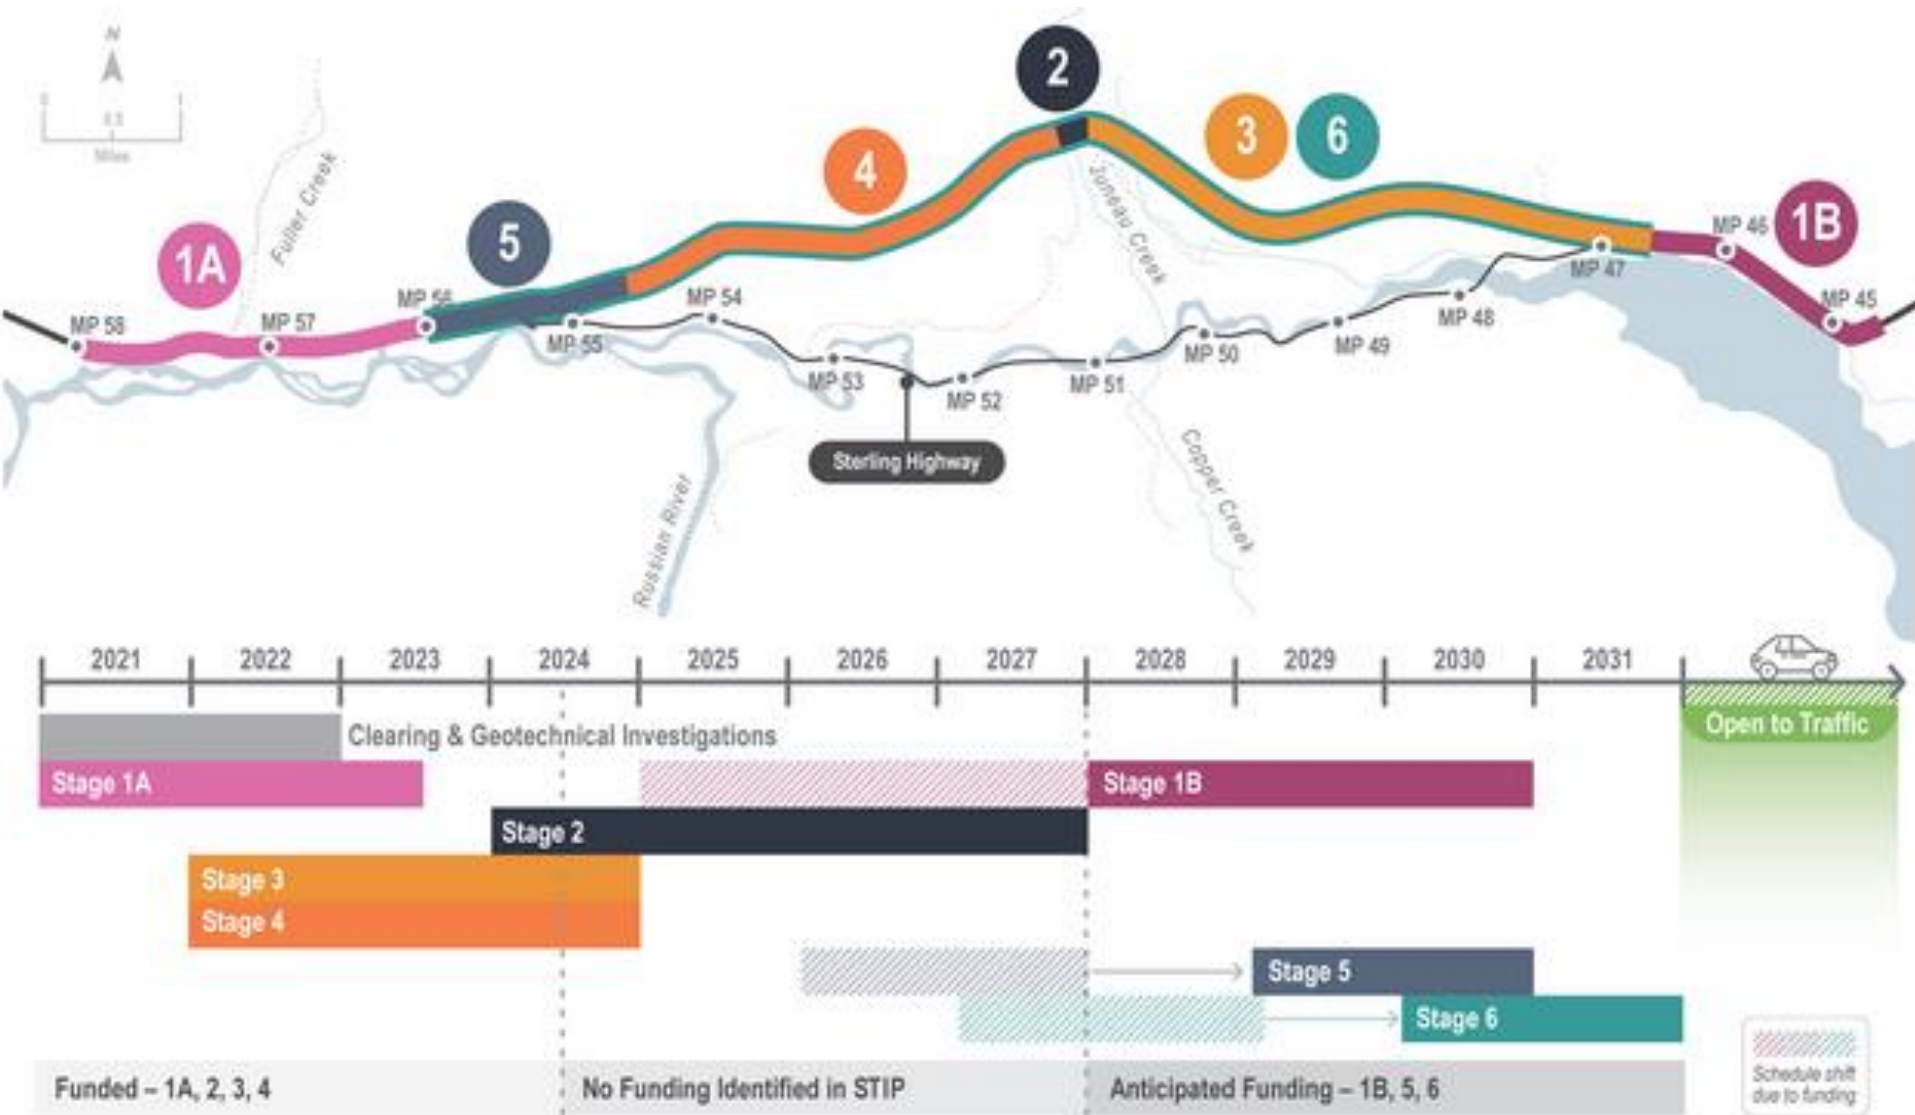 N
0
0.5
1
Miles
Fuller Creek
1A
5
4
2
3
6
1B
Juneau Creek
MP 58
MP 57
MP 56
MP 55
MP 54
MP 53
MP 52
MP 51
MP 50
MP 49
MP 48
MP 47
MP 46
MP 45
Sterling Highway
Russian River
Copper Creek
2021
2022
2023
2024
2025
2026
2027
2028
2029
2030
2031
Open to Traffic
Clearing & Geotechnical Investigations
Stage 1A
Stage 1B
Stage 2
Stage 3
Stage 4
Stage 5
Stage 6
Funded – 1A, 2, 3, 4
No Funding Identified in STIP
Anticipated Funding – 1B, 5, 6
Schedule shift
due to funding